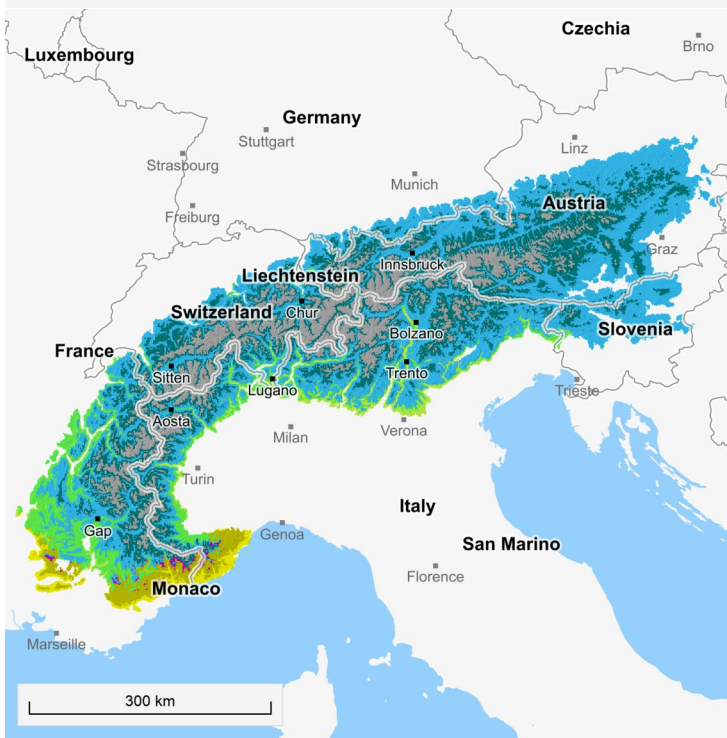 Czechia
Brno
Luxembourg
Germany
Stuttgart
Linz
Strasbourg
Munich
Freiburg
Austria
Graz
Innsbruck
Liechtenstein
Switzerland
Chur
Bolzano
Slovenia
France
Sitten
Trento
Lugano
Trieste
Aosta
Milan
Verona
Turin
Italy
Gap
Genoa
San Marino
Florence
Monaco
Marseille
300 km